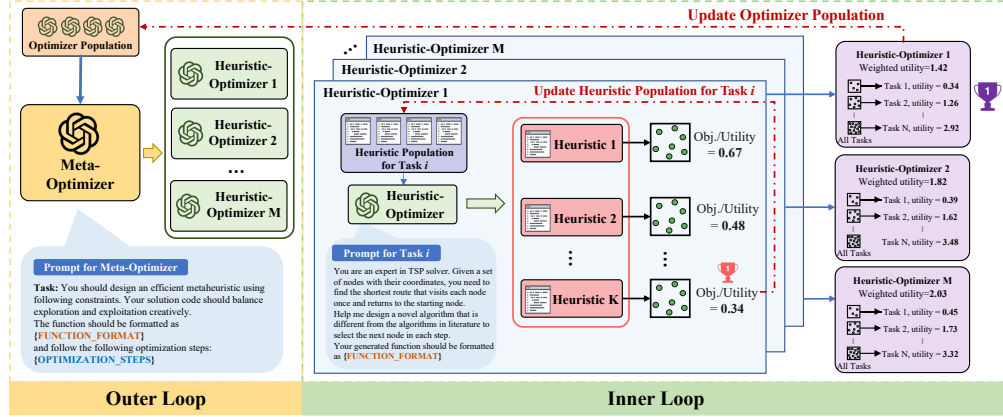 Update Optimizer Population
Optimizer Population
Meta-
Optimizer
Heuristic-
Optimizer 1
Heuristic-
Optimizer 2
...
Heuristic-
Optimizer M
Prompt for Meta-Optimizer
Task: You should design an efficient metaheuristic using
following constraints. Your solution code should balance
exploration and exploitation creatively.
The function should be formatted as
{FUNCTION_FORMAT}
and follow the following optimization steps:
{OPTIMIZATION_STEPS}
Outer Loop
Heuristic-Optimizer M
Heuristic-Optimizer 2
Heuristic-Optimizer 1
Update Heuristic Population for Task i
Heuristic Population
for Task i
Heuristic-
Optimizer
Prompt for Task i
You are an expert in TSP solver. Given a set
of nodes with their coordinates, you need to
find the shortest route that visits each node
once and returns to the starting node.
Help me design a novel algorithm that is
different from the algorithms in literature to
select the next node in each step.
Your generated function should be formatted
as {FUNCTION_FORMAT}
Heuristic 1
Obj./Utility
= 0.67
Heuristic 2
Obj./Utility
= 0.48
Heuristic K
1
Obj./Utility
= 0.34
Inner Loop
Heuristic-Optimizer 1
Weighted utility=1.42
Task 1, utility = 0.34
Task 2, utility = 1.26
Task N, utility = 2.92
All Tasks
1
Heuristic-Optimizer 2
Weighted utility=1.82
Task 1, utility = 0.39
Task 2, utility = 1.62
Task N, utility = 3.48
All Tasks
Heuristic-Optimizer M
Weighted utility=2.03
Task 1, utility = 0.45
Task 2, utility = 1.73
Task N, utility = 3.32
All Tasks